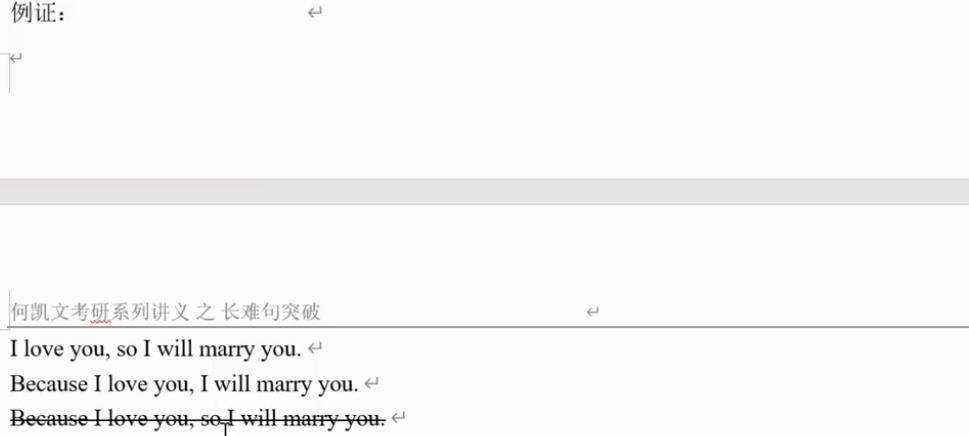 例证：
何凯文考研系列讲义 之 长难句突破
I love you, so I will marry you.
Because I love you, I will marry you.
Because I love you, so I will marry you.